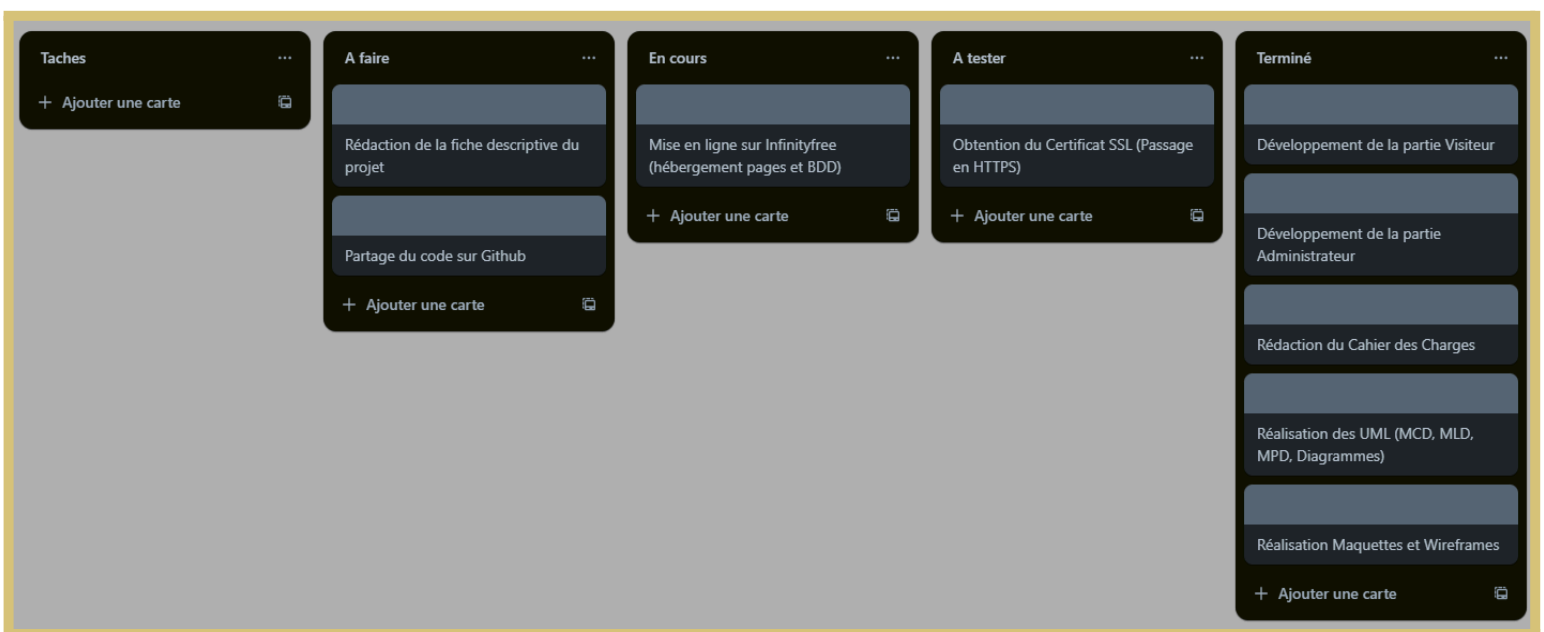 Taches
Ajouter une carte
A faire
Rédaction de la fiche descriptive du
projet
Partage du code sur Github
Ajouter une carte
En cours
Mise en ligne sur Infinityfree
(hébergement pages et BDD)
Ajouter une carte
A tester
Obtention du Certificat SSL (Passage
en HTTPS)
Ajouter une carte
Terminé
Développement de la partie Visiteur
Développement de la partie
Administrateur
Rédaction du Cahier des Charges
Réalisation des UML (MCD, MLD,
MPD, Diagrammes)
Réalisation Maquettes et Wireframes
Ajouter une carte